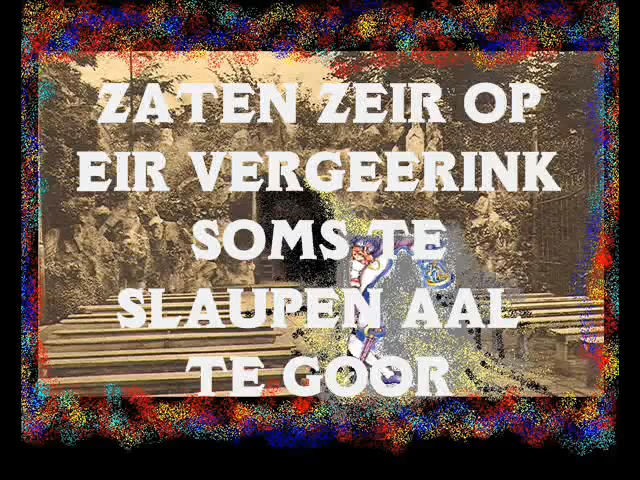 ZATEN ZEIR OP
EIR VERGEERINK
SOMS TE
SLAUPEN AAL
TE GOOR